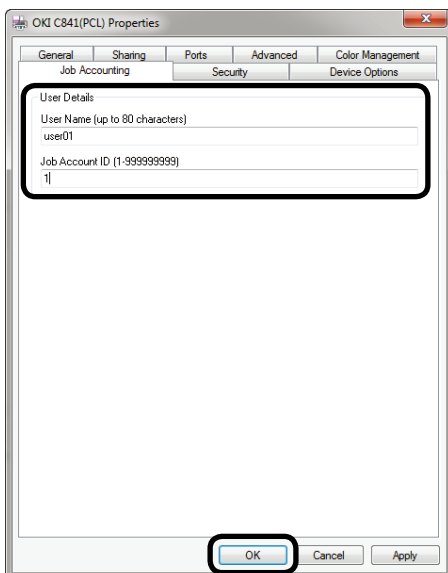 OKI C841(PCL) Properties
General Sharing Ports Advanced Color Management
Job Accounting Security Device Options
User Details
User Name (up to 80 characters)
user01
Job Account ID (1-999999999)
1
OK Cancel Apply